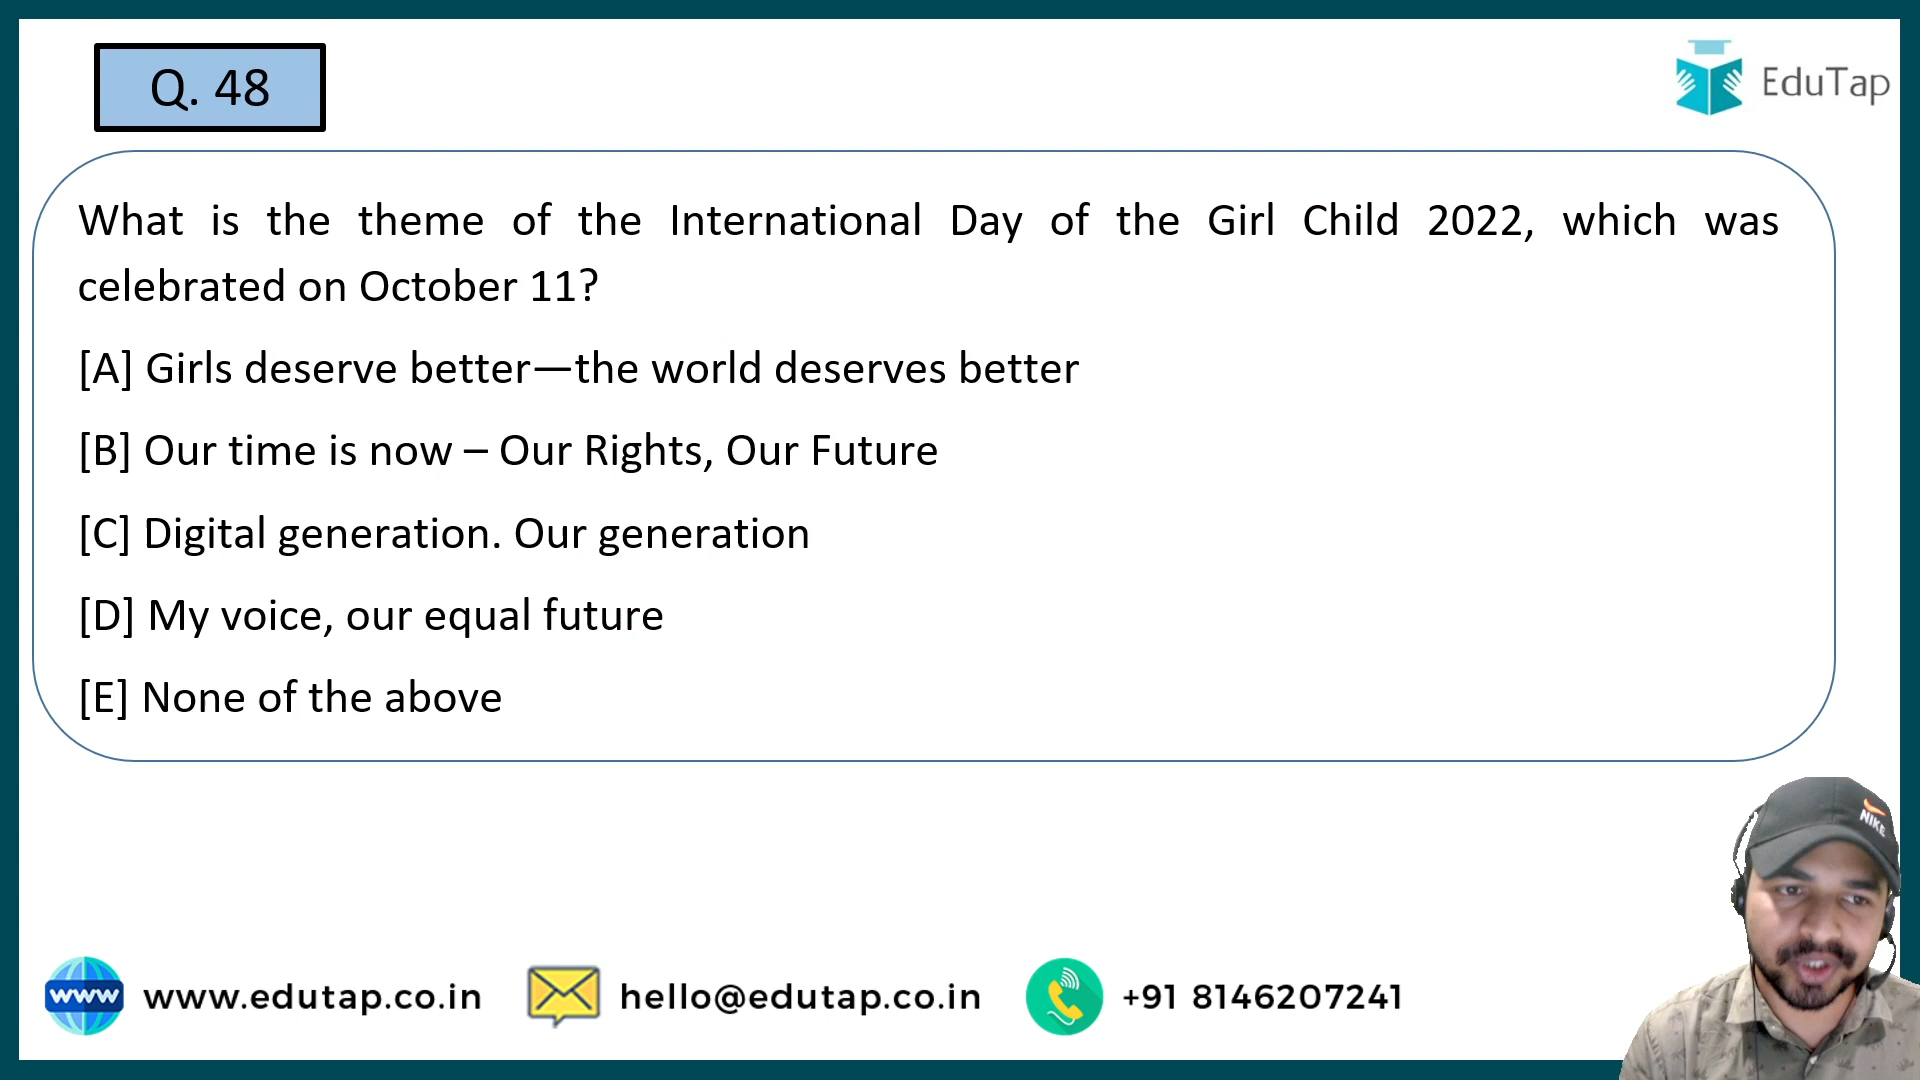 Q. 48
EduTap
What is the theme of the International Day of the Girl Child 2022, which was
celebrated on October 11?
[A] Girls deserve better—the world deserves better
[B] Our time is now – Our Rights, Our Future
[C] Digital generation. Our generation
[D] My voice, our equal future
[E] None of the above
NIKE
www www.edutap.co.in hello@edutap.co.in +91 8146207241